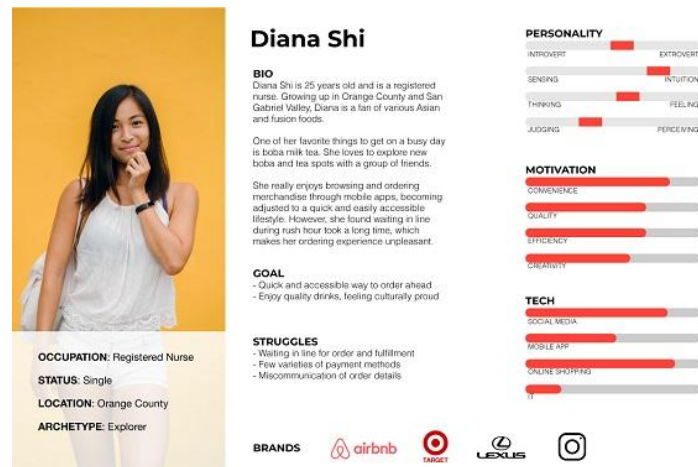 Diana Shi
BIO
Diana Shi is 25 years old and is a registered
nurse. Growing up in Orange County and San
Gabriel Valley, Diana is a fan of various Asian
and fusion foods.
One of her favorite things to get on a busy day
is boba milk tea. She loves to explore new
boba and tea spots with a group of friends.
She really enjoys browsing and ordering
merchandise through mobile apps, becoming
adjusted to a quick and easily accessible
lifestyle. However, she found waiting in line
during rush hour took a long time, which
makes her ordering experience unpleasant.
GOAL
- Quick and accessible way to order ahead
- Enjoy quality drinks, feeling culturally proud
STRUGGLES
- Waiting in line for order and fulfillment
- Few varieties of payment methods
- Miscommunication of order details
OCCUPATION: Registered Nurse
STATUS: Single
LOCATION: Orange County
ARCHETYPE: Explorer
PERSONALITY
INTROVERT EXTROVERT
SENSING INTUITION
THINKING FEELING
JUDGING PERCEIVING
MOTIVATION
CONVENIENCE
QUALITY
EFFICIENCY
CREATIVITY
TECH
SOCIAL MEDIA
MOBILE APP
ONLINE SHOPPING
IT
BRANDS
airbnb
TARGET
LEXUS